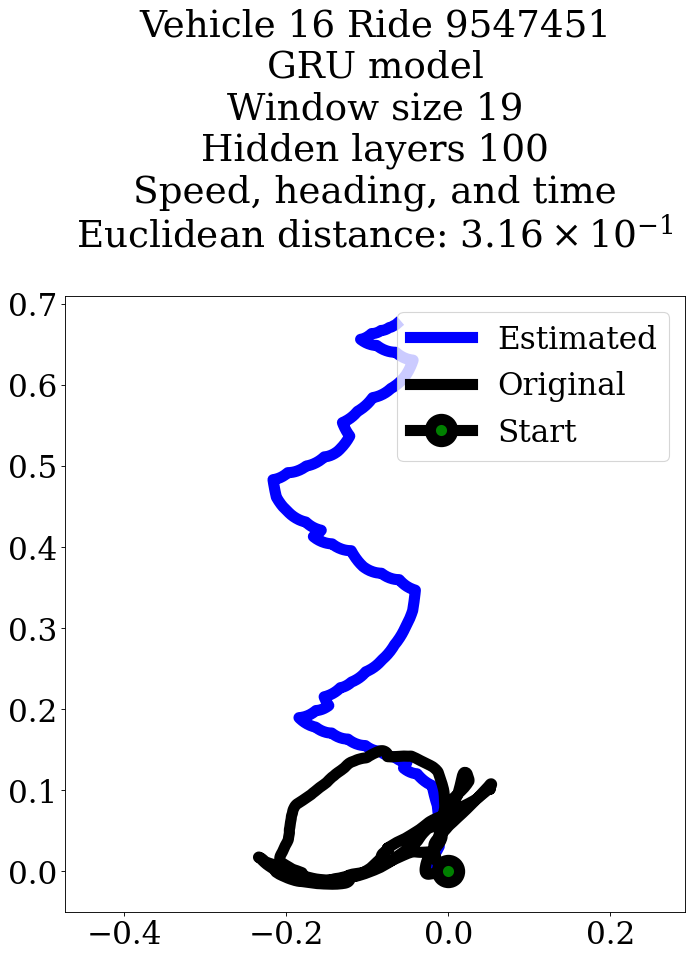 Vehicle 16 Ride 9547451
GRU model
Window size 19
Hidden layers 100
Speed, heading, and time
Euclidean distance: 3.16 × 10⁻¹
0.7
0.6
0.5
0.4
0.3
0.2
0.1
0.0
Estimated
Original
Start
−0.4
−0.2
0.0
0.2